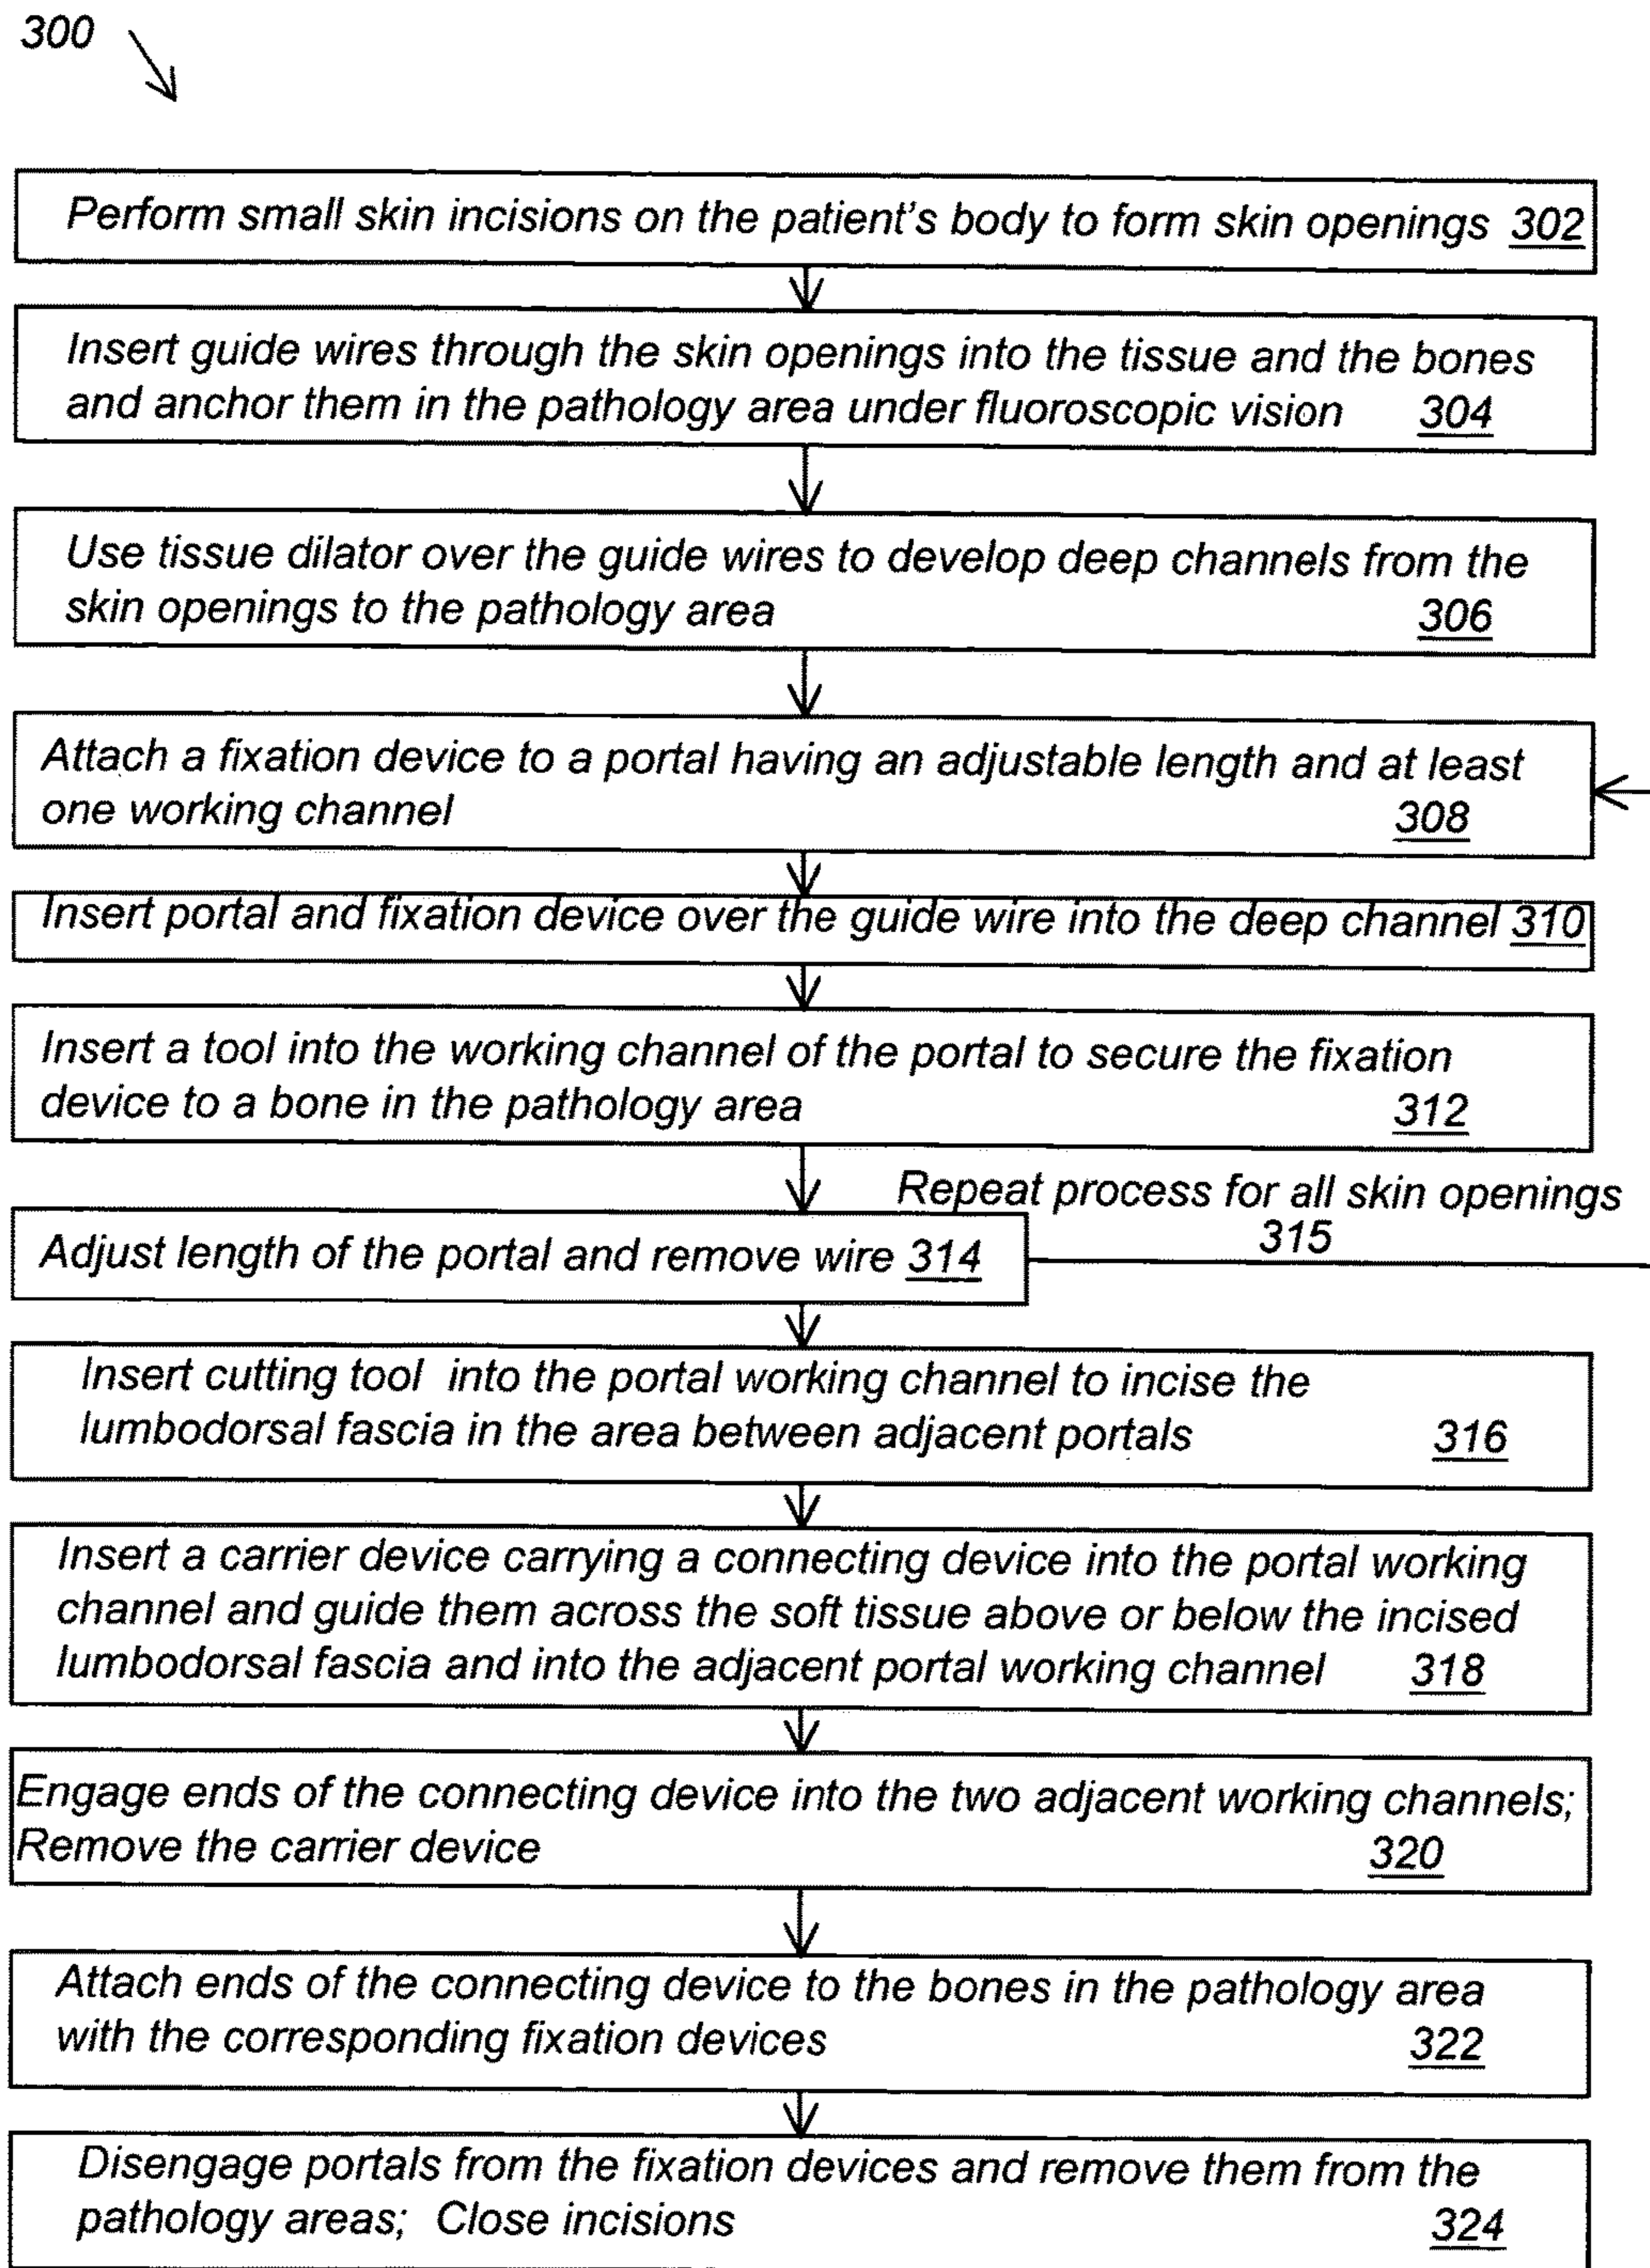 300
Perform small skin incisions on the patient's body to form skin openings 302
Insert guide wires through the skin openings into the tissue and the bones
and anchor them in the pathology area under fluoroscopic vision 304
Use tissue dilator over the guide wires to develop deep channels from the
skin openings to the pathology area 306
Attach a fixation device to a portal having an adjustable length and at least
one working channel 308
Insert portal and fixation device over the guide wire into the deep channel 310
Insert a tool into the working channel of the portal to secure the fixation
device to a bone in the pathology area 312
Repeat process for all skin openings
315
Adjust length of the portal and remove wire 314
Insert cutting tool into the portal working channel to incise the
lumbodorsal fascia in the area between adjacent portals 316
Insert a carrier device carrying a connecting device into the portal working
channel and guide them across the soft tissue above or below the incised
lumbodorsal fascia and into the adjacent portal working channel 318
Engage ends of the connecting device into the two adjacent working channels;
Remove the carrier device 320
Attach ends of the connecting device to the bones in the pathology area
with the corresponding fixation devices 322
Disengage portals from the fixation devices and remove them from the
pathology areas; Close incisions 324